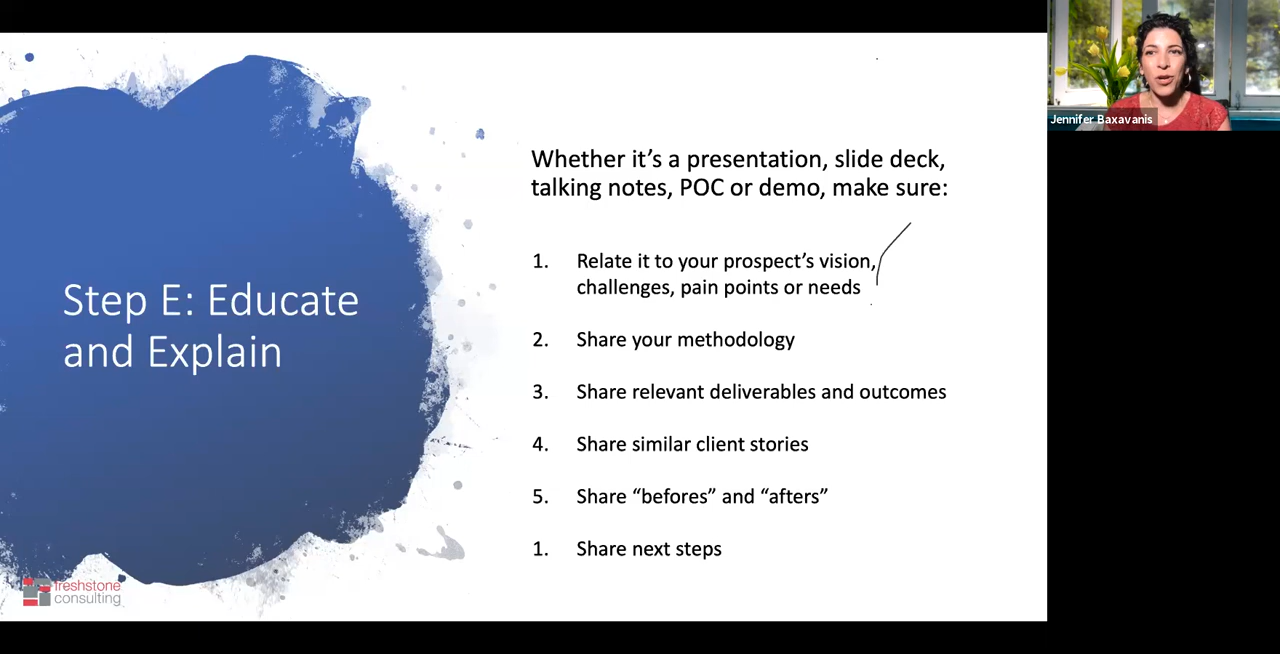 Jennifer Baxavanis
Whether it’s a presentation, slide deck,
talking notes, POC or demo, make sure:
Step E: Educate
and Explain
1. Relate it to your prospect’s vision,
challenges, pain points or needs
2. Share your methodology
3. Share relevant deliverables and outcomes
4. Share similar client stories
5. Share “befores” and “afters”
1. Share next steps
freshstone
consulting